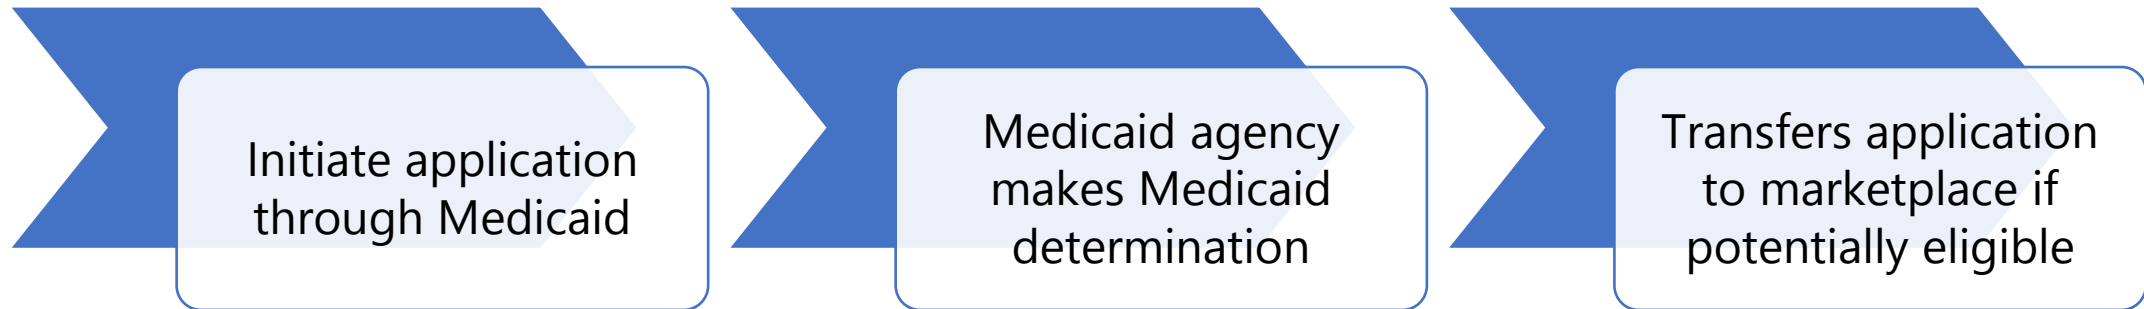 Initiate application
through Medicaid
Medicaid agency
makes Medicaid
determination
Transfers application
to marketplace if
potentially eligible